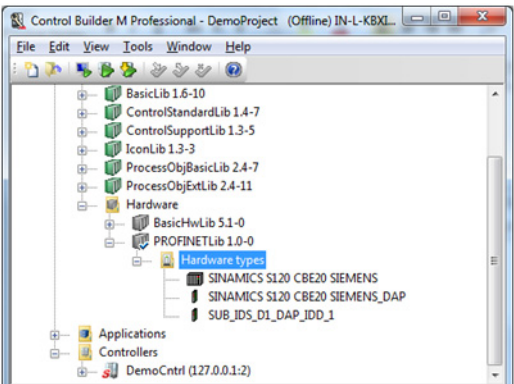 Control Builder M Professional - DemoProject (Offline) IN-L-KBXI...
File Edit View Tools Window Help
BasicLib 1.6-10
ControlStandardLib 1.4-7
ControlSupportLib 1.3-5
IconLib 1.3-3
ProcessObjBasicLib 2.4-7
ProcessObjExtLib 2.4-11
Hardware
BasicHwLib 5.1-0
PROFINETLib 1.0-0
Hardware types
SINAMICS S120 CBE20 SIEMENS
SINAMICS S120 CBE20 SIEMENS_DAP
SUB_IDS_D1_DAP_IDD_1
Applications
Controllers
DemoCntrl (127.0.0.1:2)